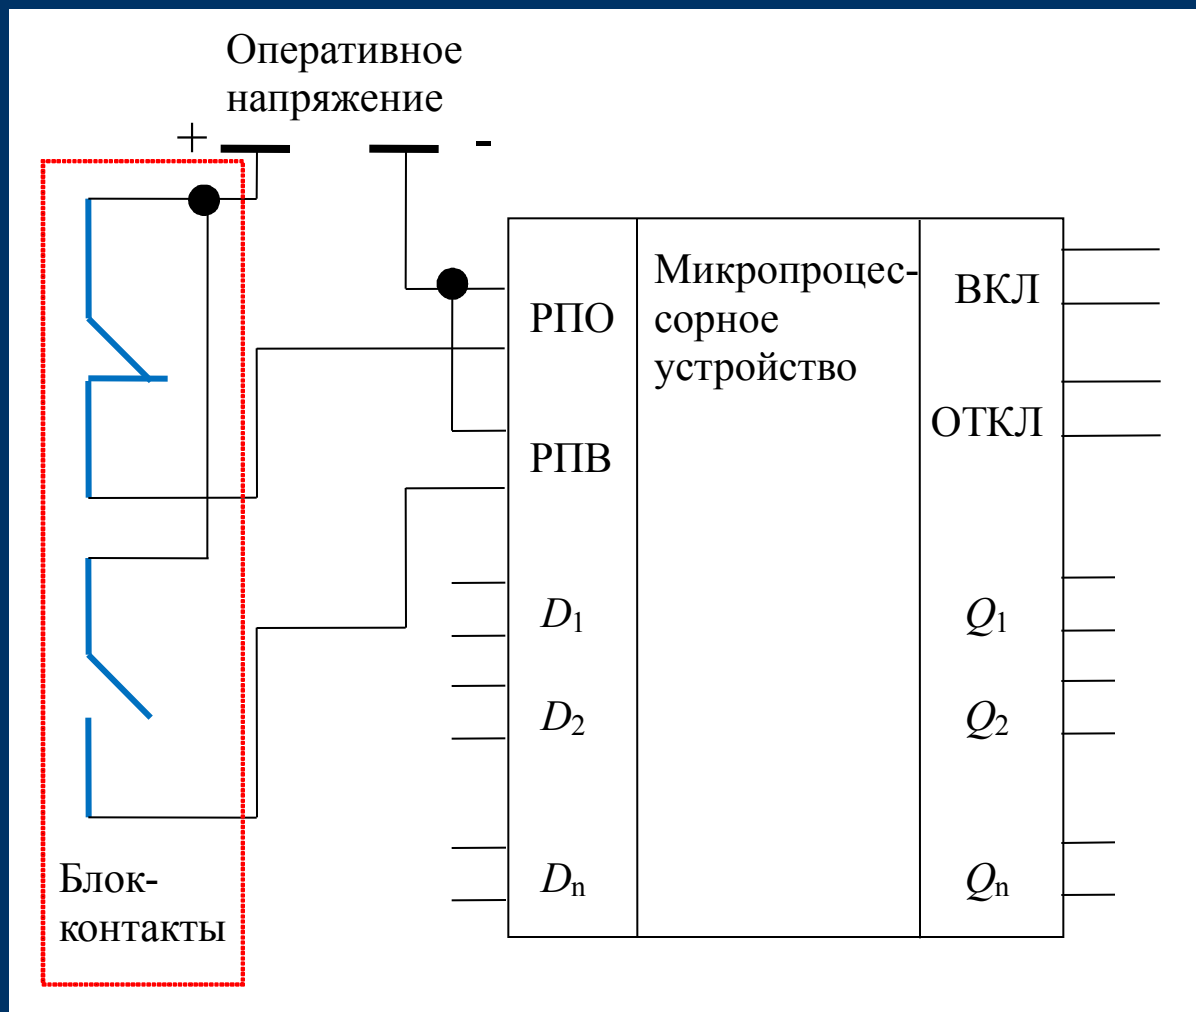 Оперативное
напряжение
+
-
Микропроцес-
сорное
устройство
РПО
РПВ
D1
D2
Dn
ВКЛ
ОТКЛ
Q1
Q2
Qn
Блок-
контакты